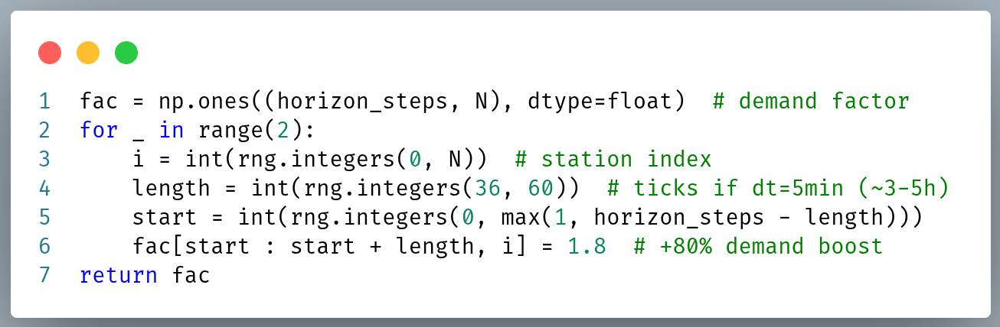 1 fac = np.ones((horizon_steps, N), dtype=float)  # demand factor
2 for _ in range(2):
3     i = int(rng.integers(0, N))  # station index
4     length = int(rng.integers(36, 60))  # ticks if dt=5min (~3-5h)
5     start = int(rng.integers(0, max(1, horizon_steps - length)))
6     fac[start : start + length, i] = 1.8  # +80% demand boost
7 return fac